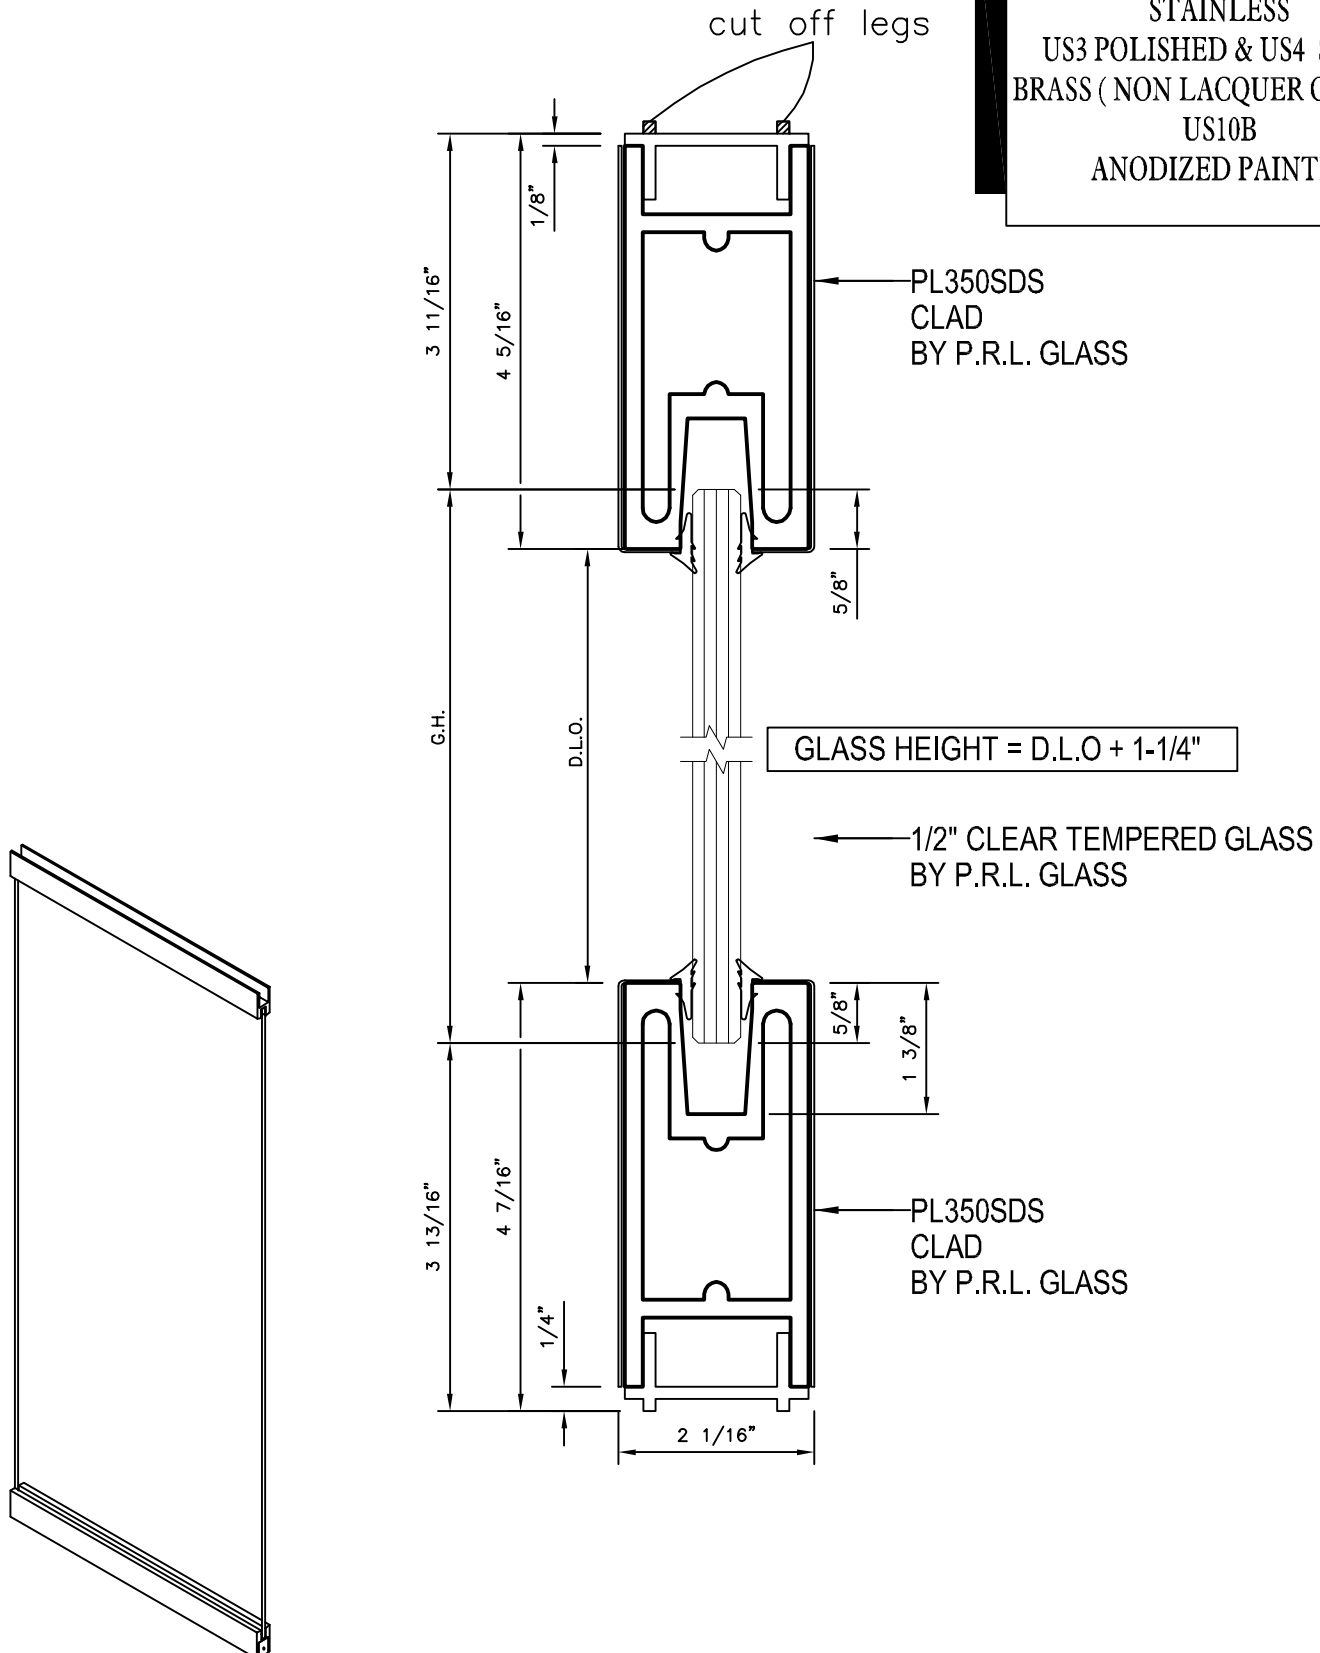 cut off legs
STAINLESS
US3 POLISHED & US4
BRASS ( NON LACQUER
US10B
ANODIZED PAINT
1/8"
3 11/16"
4 5/16"
PL350SDS
CLAD
BY P.R.L. GLASS
5/8"
G.H.
D.L.O.
GLASS HEIGHT = D.L.O + 1-1/4"
1/2" CLEAR TEMPERED GLASS
BY P.R.L. GLASS
5/8"
1 3/8"
3 13/16"
4 7/16"
PL350SDS
CLAD
BY P.R.L. GLASS
1/4"
2 1/16"